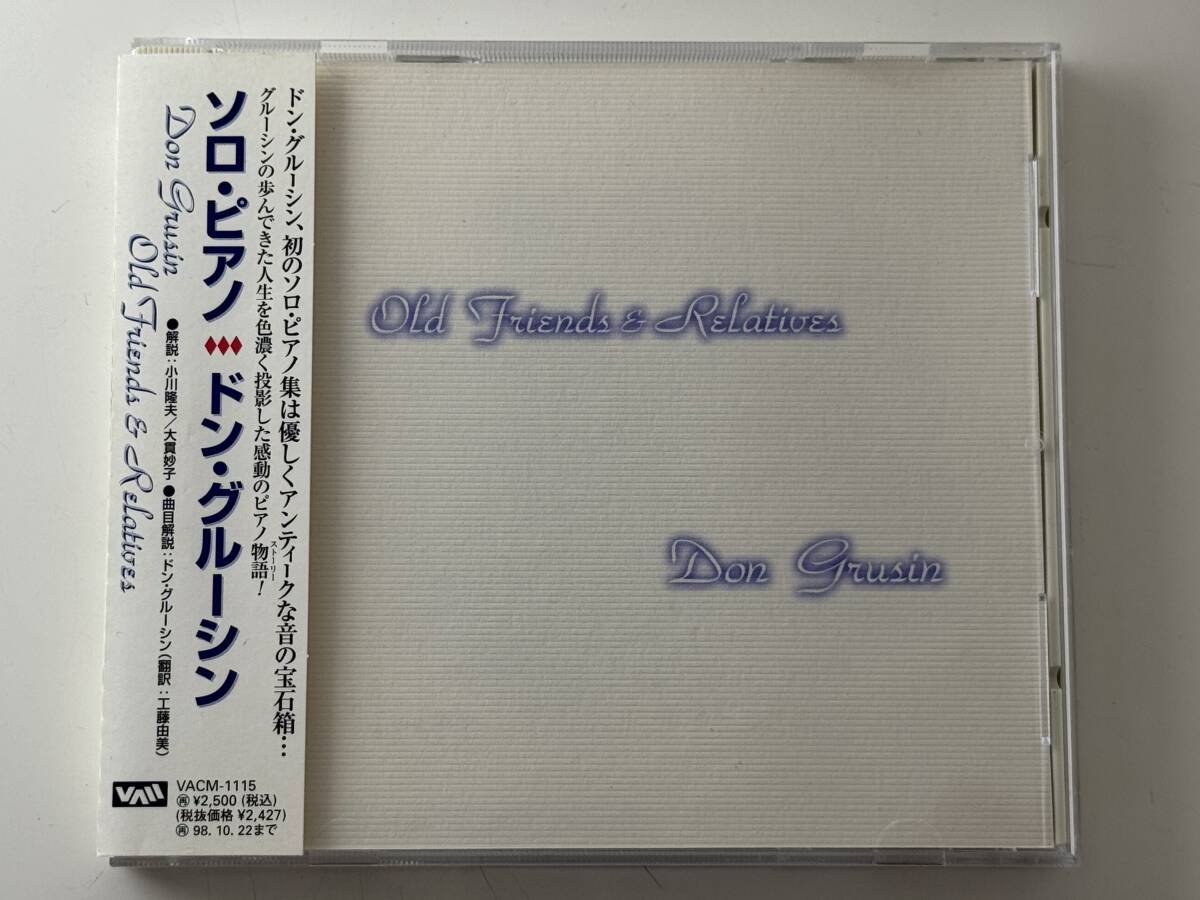 ドン・グルーシン、初のソロ・ピアノ集は優しくアンティークな音の宝石箱…
グルーシンの歩んできた人生を色濃く投影した感動のピアノ物語!
ストーリー
ソロ・ピアノ ドン・グルーシン
Don Grusin
Old Friends & Relatives
●解説:小川隆夫/大貫妙子 ●曲目解説:ドン・グルーシン(翻訳:工藤由美)
VAM
VACM-1115
再 ¥2,500 (税込)
(税抜価格 ¥2,427)
再 98. 10. 22まで
Old Friends & Relatives
Don Grusin